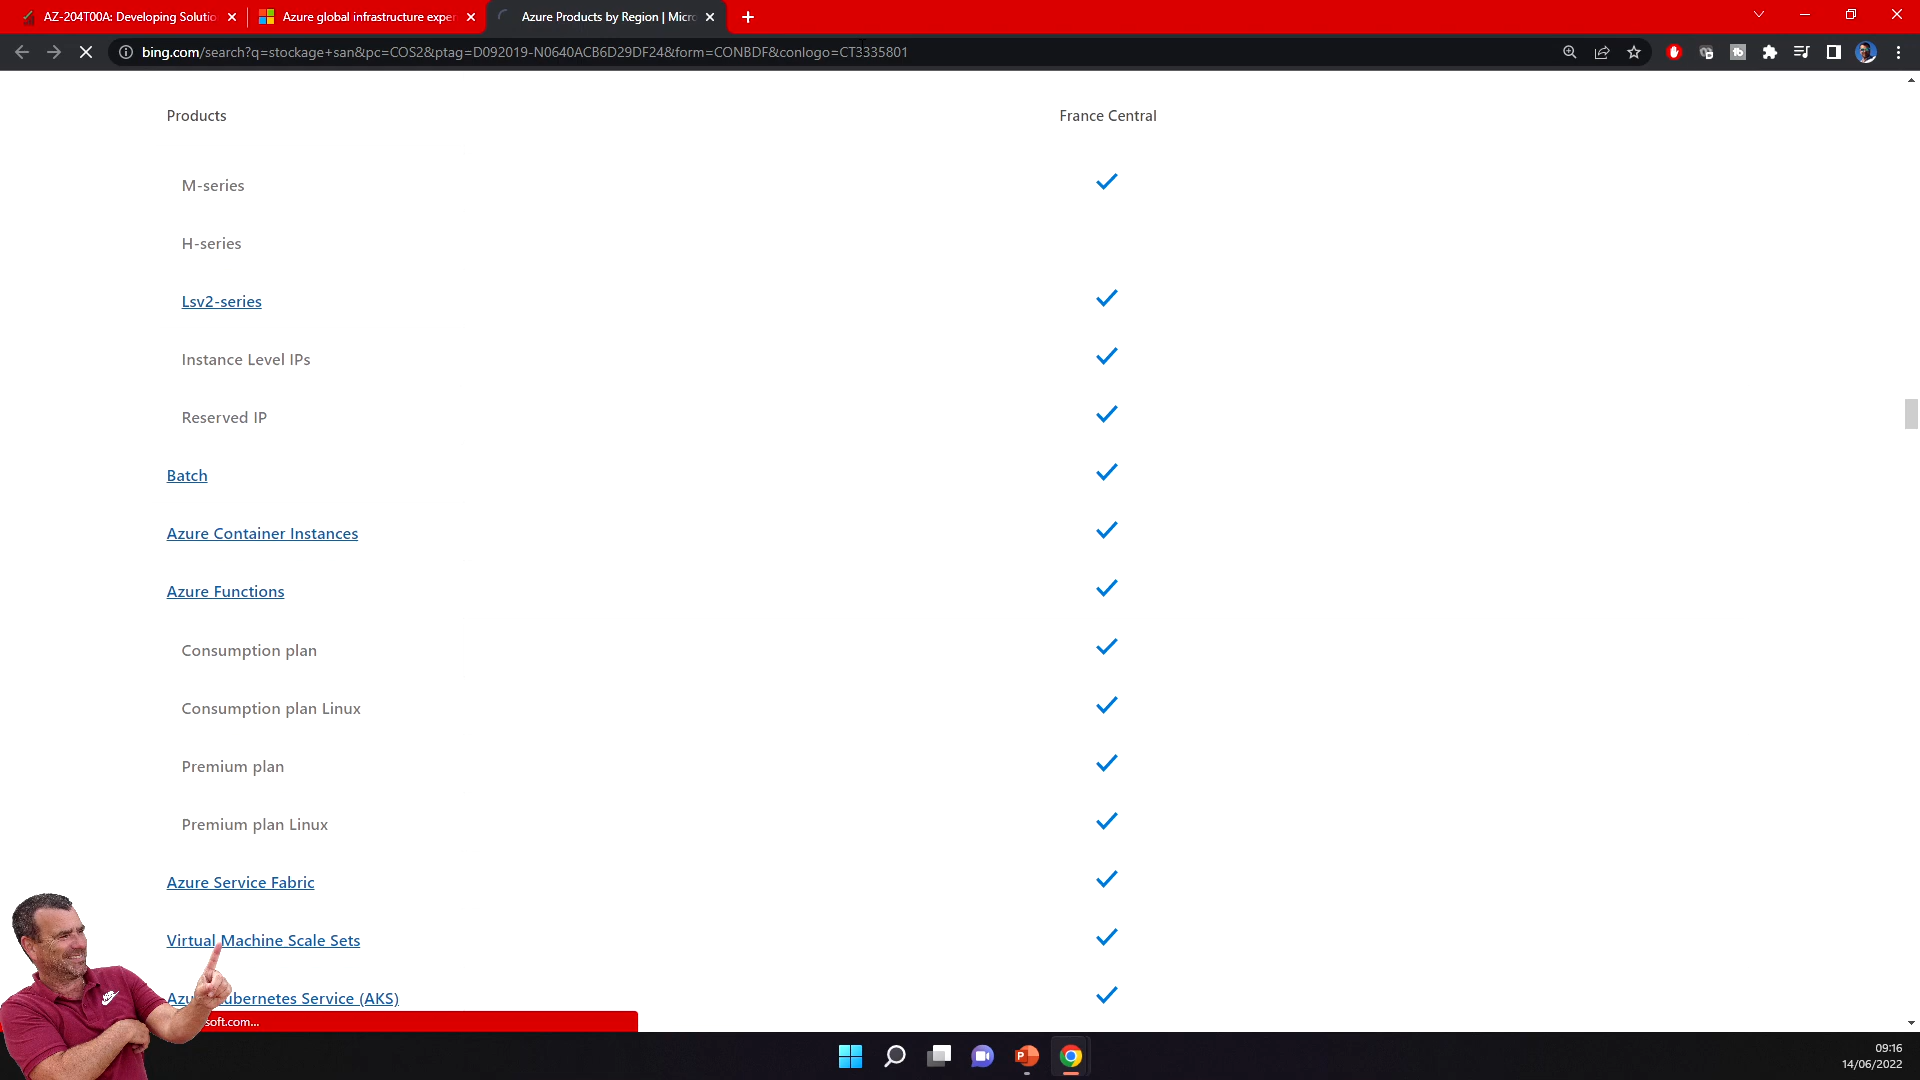 AZ-204T00A: Developing Solutio
Azure global infrastructure exper
Azure Products by Region | Micro
bing.com/search?q=stockage+san&pc=COS2&ptag=D092019-N0640ACB6D29DF24&form=CONBDF&conlogo=CT3335801
Products France Central
M-series
H-series
Lsv2-series
Instance Level IPs
Reserved IP
Batch
Azure Container Instances
Azure Functions
Consumption plan
Consumption plan Linux
Premium plan
Premium plan Linux
Azure Service Fabric
Virtual Machine Scale Sets
Azu ubernetes Service (AKS)
soft.com...
09:16
14/06/2022